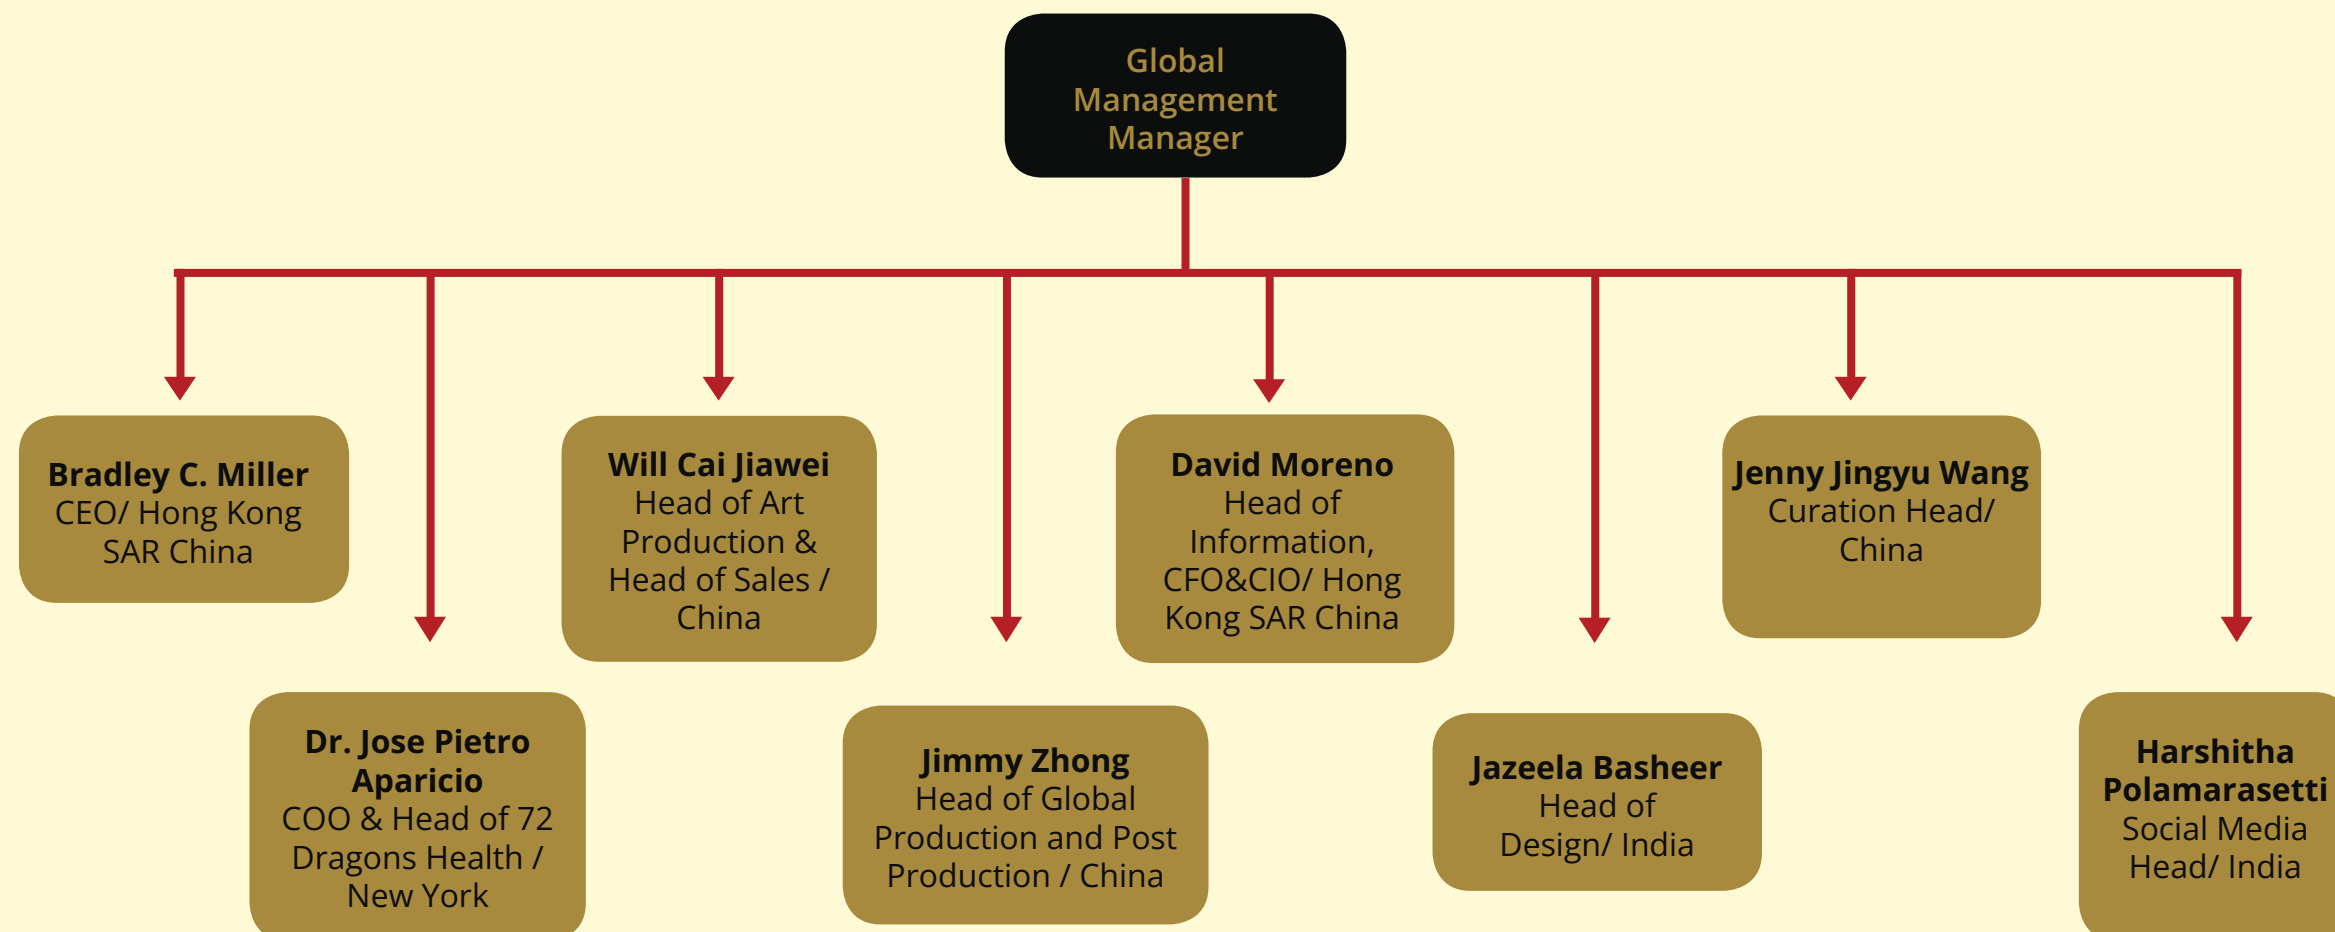 Global
Management
Manager
Bradley C. Miller
CEO/ Hong Kong
SAR China
Will Cai Jiawei
Head of Art
Production &
Head of Sales /
China
David Moreno
Head of
Information,
CFO&CIO/ Hong
Kong SAR China
Jenny Jingyu Wang
Curation Head/
China
Dr. Jose Pietro
Aparicio
COO & Head of 72
Dragons Health /
New York
Jimmy Zhong
Head of Global
Production and Post
Production / China
Jazeela Basheer
Head of
Design/ India
Harshitha
Polamarasetti
Social Media
Head/ India